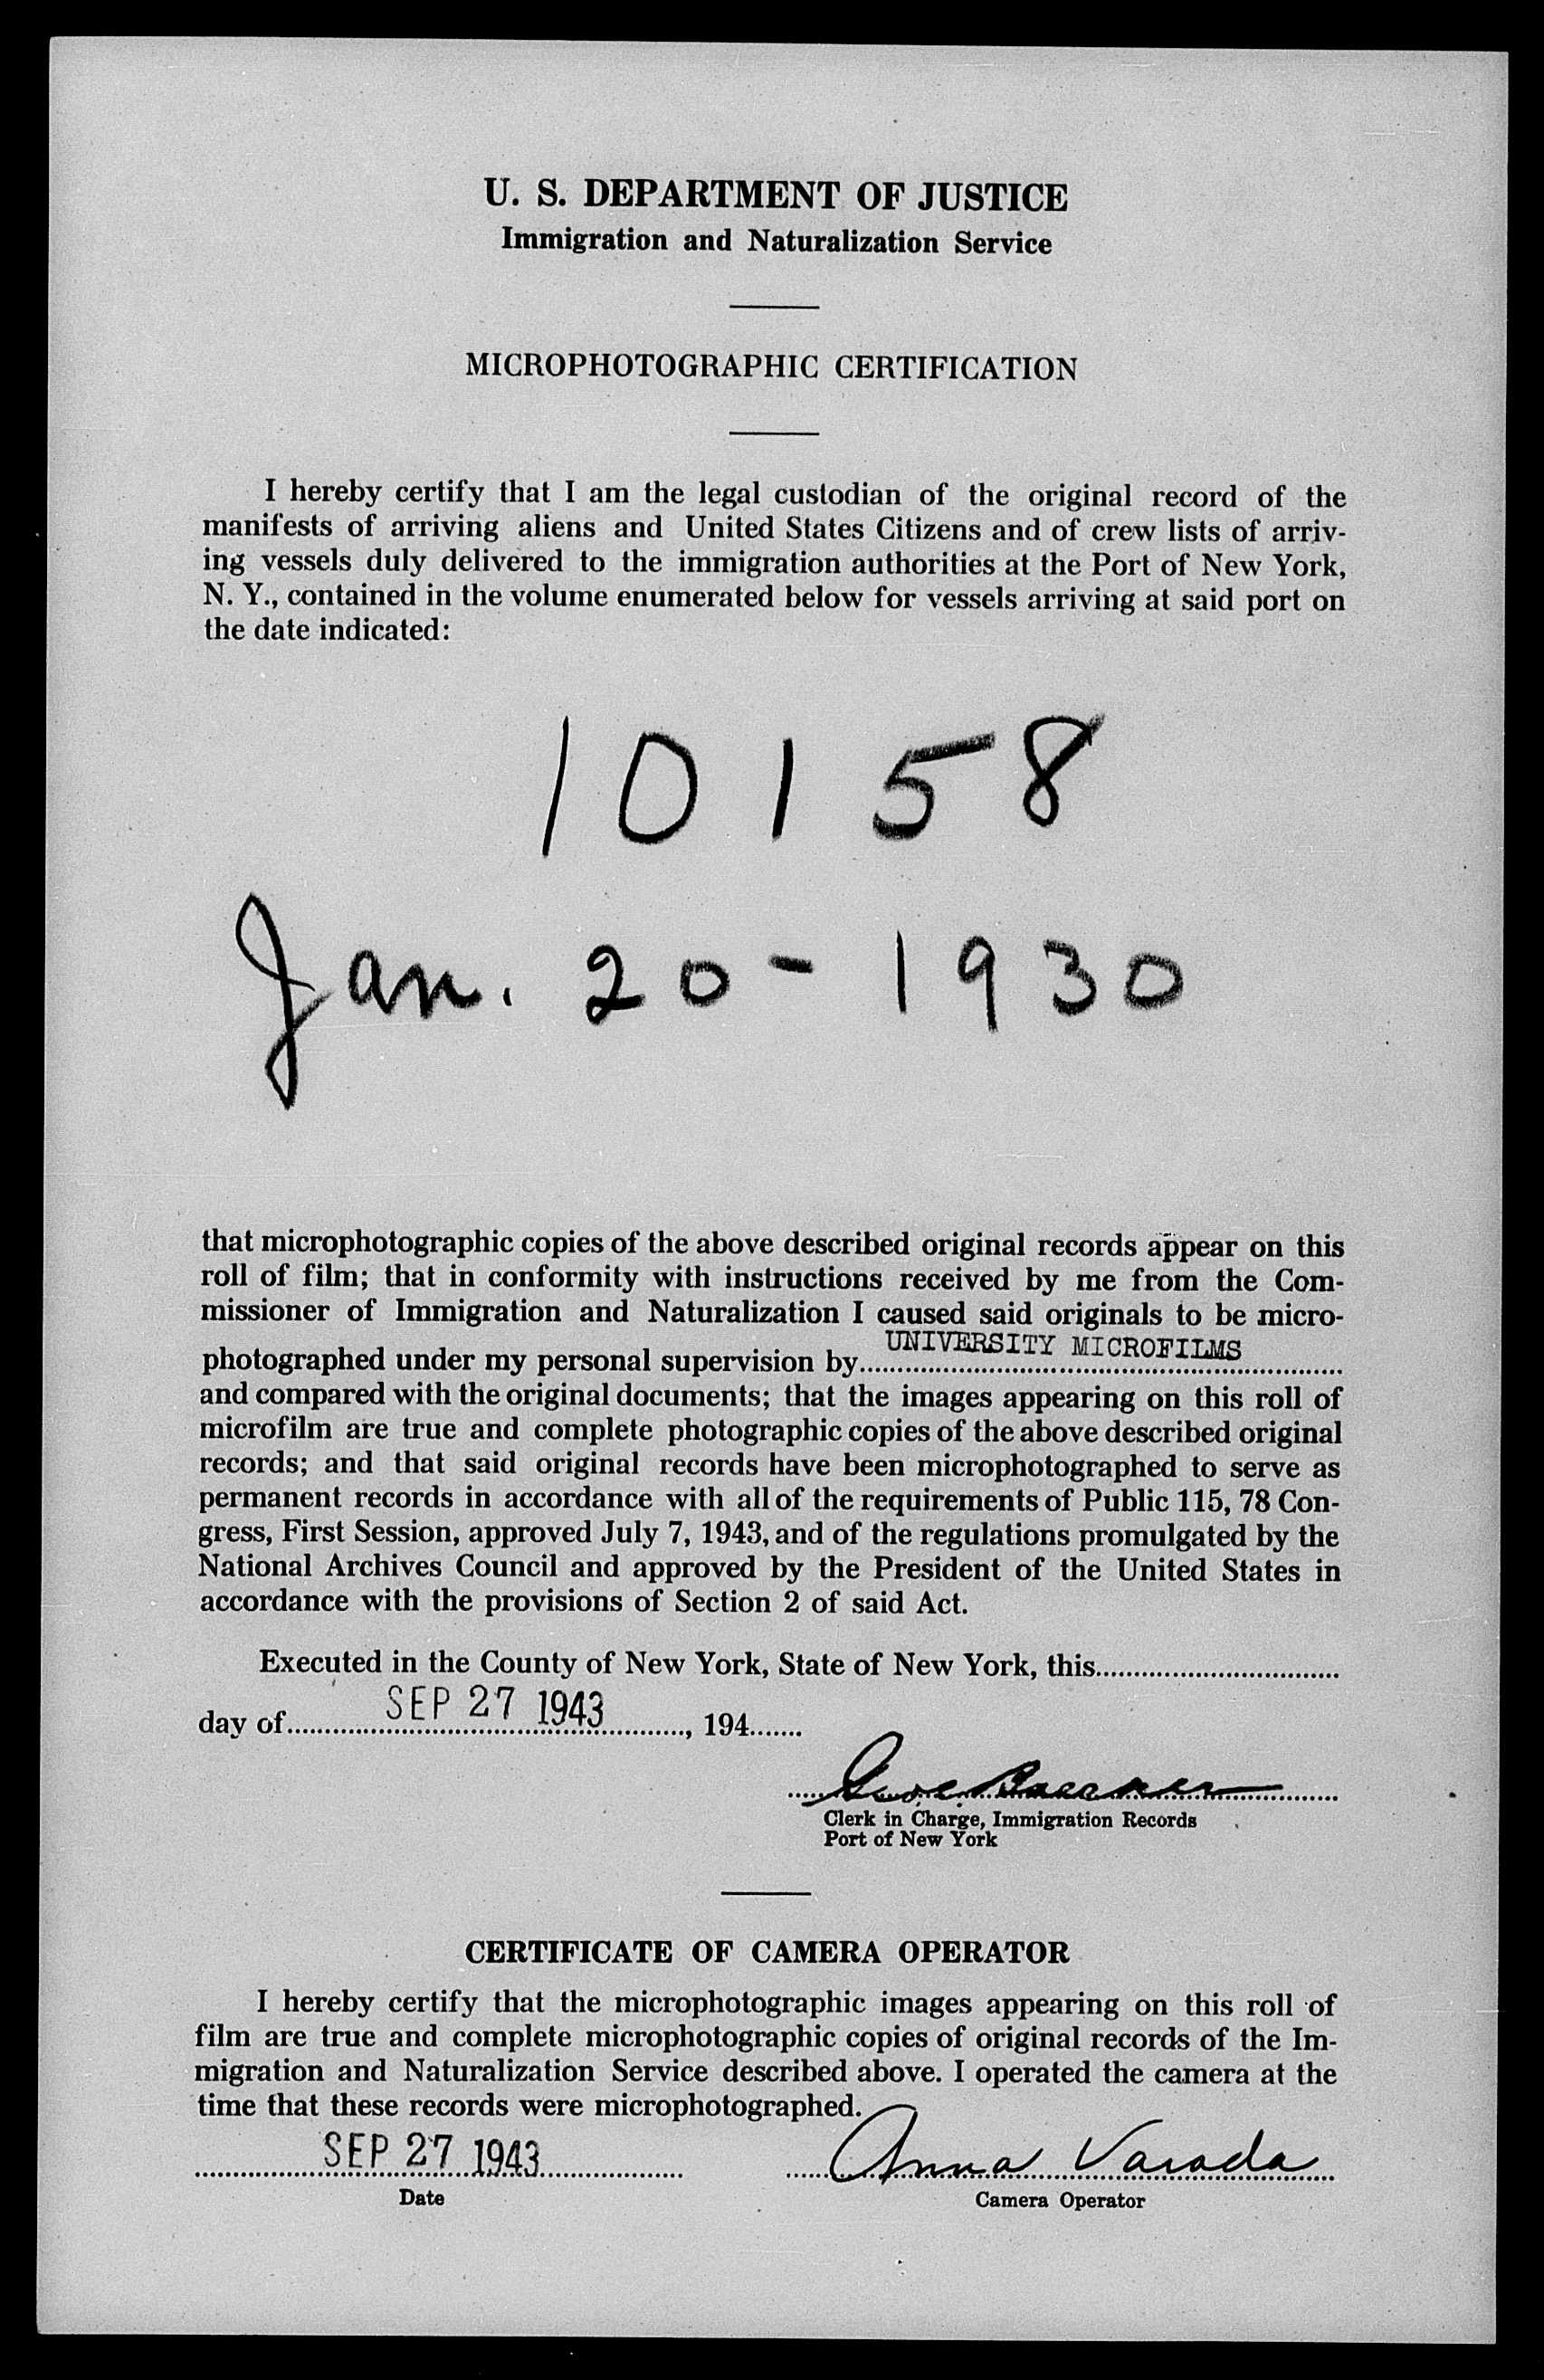 U. S. DEPARTMENT OF JUSTICE
Immigration and Naturalization Service
MICROPHOTOGRAPHIC CERTIFICATION
I hereby certify that I am the legal custodian of the original record of the
manifests of arriving aliens and United States Citizens and of crew lists of arriv-
ing vessels duly delivered to the immigration authorities at the Port of New York,
N. Y., contained in the volume enumerated below for vessels arriving at said port on
the date indicated:
10158
Jan. 20-1930
that microphotographic copies of the above described original records appear on this
roll of film; that in conformity with instructions received by me from the Com-
missioner of Immigration and Naturalization I caused said originals to be micro-
photographed under my personal supervision by UNIVERSITY MICROFILMS
and compared with the original documents; that the images appearing on this roll of
microfilm are true and complete photographic copies of the above described original
records; and that said original records have been microphotographed to serve as
permanent records in accordance with all of the requirements of Public 115, 78 Con-
gress, First Session, approved July 7, 1943, and of the regulations promulgated by the
National Archives Council and approved by the President of the United States in
accordance with the provisions of Section 2 of said Act.
Executed in the County of New York, State of New York, this
day of SEP 27 1943, 194
Clerk in Charge, Immigration Records
Port of New York
CERTIFICATE OF CAMERA OPERATOR
I hereby certify that the microphotographic images appearing on this roll of
film are true and complete microphotographic copies of original records of the Im-
migration and Naturalization Service described above. I operated the camera at the
time that these records were microphotographed.
SEP 27 1943 Anna Varada
Date Camera Operator